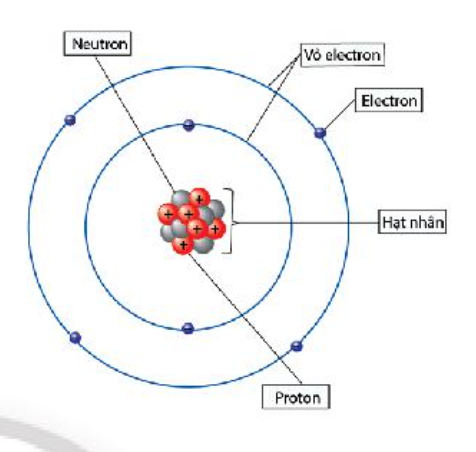 Neutron
Vỏ electron
Electron
Hạt nhân
Proton
+
+
+
+
+
+